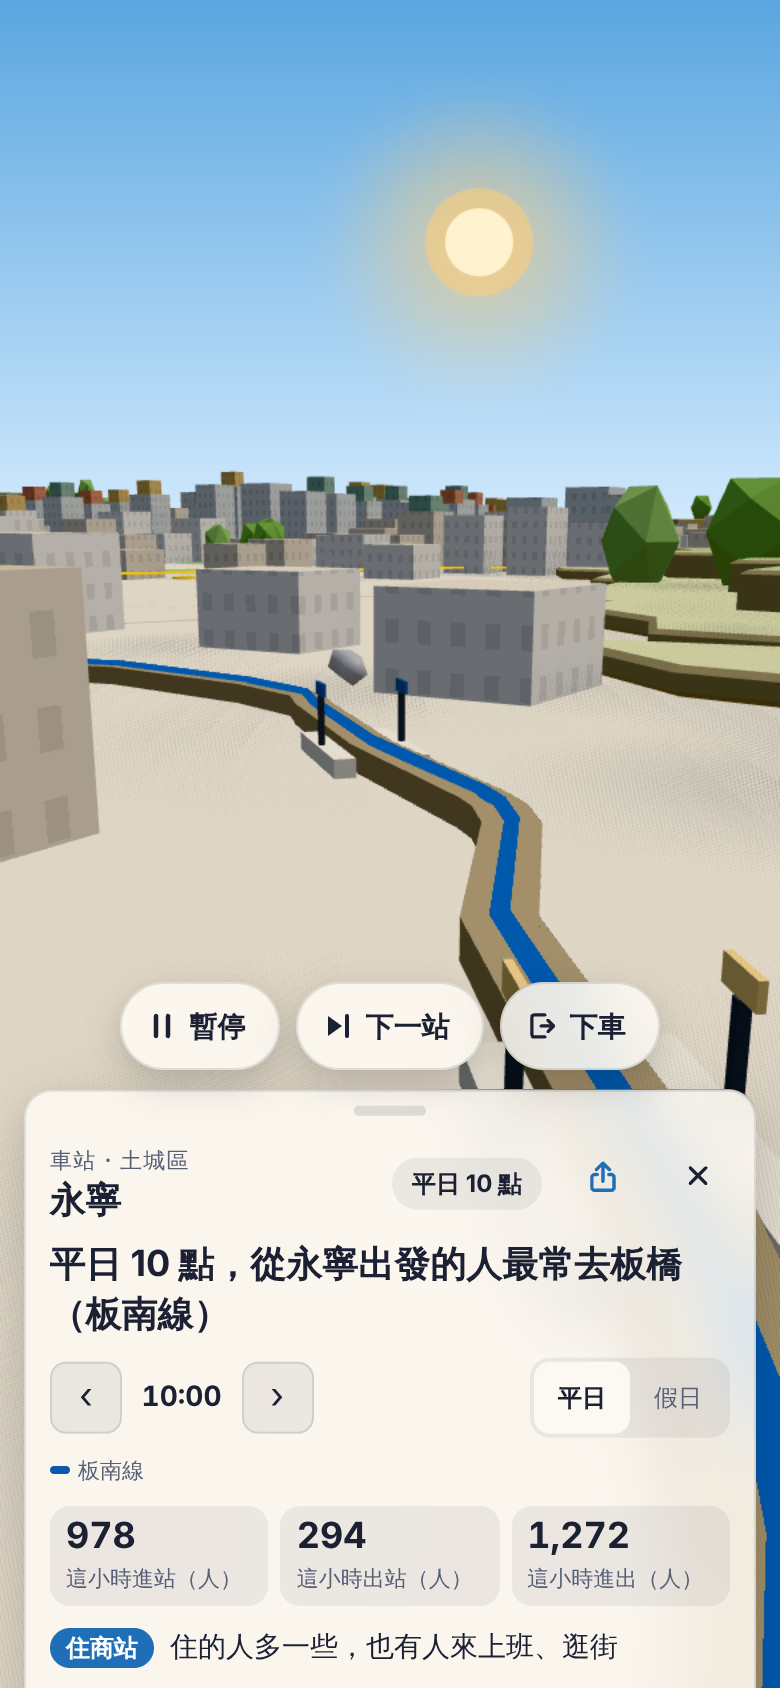 暫停
下一站
下車
車站・土城區
永寧
平日 10 點
平日 10 點，從永寧出發的人最常去板橋
（板南線）
‹ 10:00 ›
平日
假日
板南線
978
這小時進站（人）
294
這小時出站（人）
1,272
這小時進出（人）
住商站
住的人多一些，也有人來上班、逛街